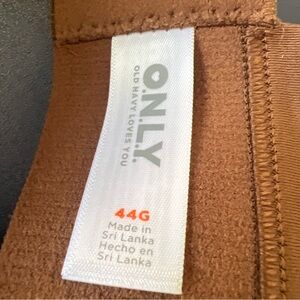 O.N.L.Y.
OLD NAVY LOVES YOU
44G
Made in
Sri Lanka
Hecho en
Sri Lanka